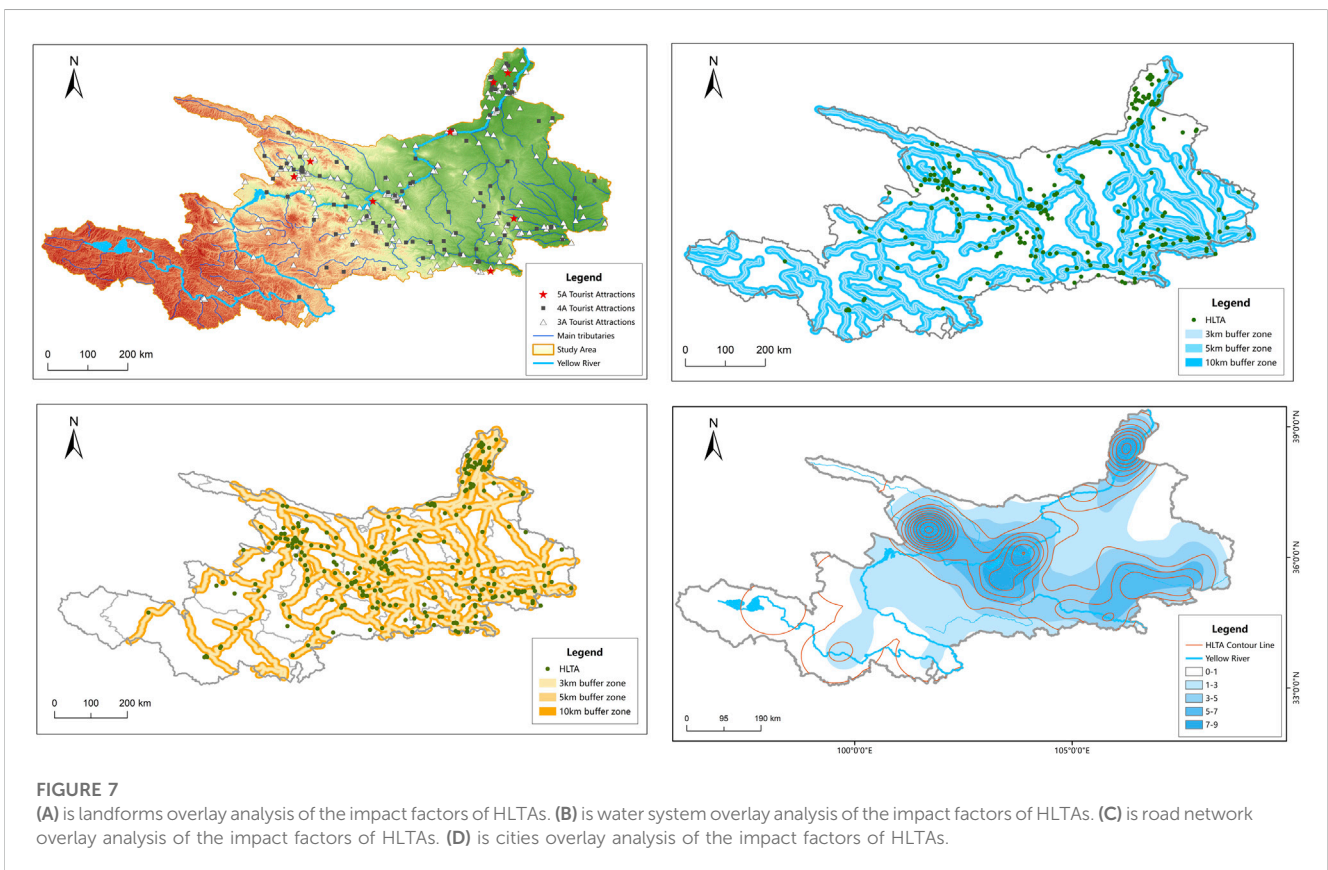 N
Legend
5A Tourist Attractions
4A Tourist Attractions
3A Tourist Attractions
Main tributaries
Study Area
Yellow River
0 100 200 km
N
Legend
HLTA
3km buffer zone
5km buffer zone
10km buffer zone
0 100 200 km
N
Legend
HLTA
3km buffer zone
5km buffer zone
10km buffer zone
0 100 200 km
N
39°0'0"N
36°0'0"N
33°0'0"N
Legend
HLTA Contour Line
Yellow River
0-1
1-3
3-5
5-7
7-9
0 95 190 km
100°0'0"E 105°0'0"E
FIGURE 7
(A) is landforms overlay analysis of the impact factors of HLTAs. (B) is water system overlay analysis of the impact factors of HLTAs. (C) is road network
overlay analysis of the impact factors of HLTAs. (D) is cities overlay analysis of the impact factors of HLTAs.